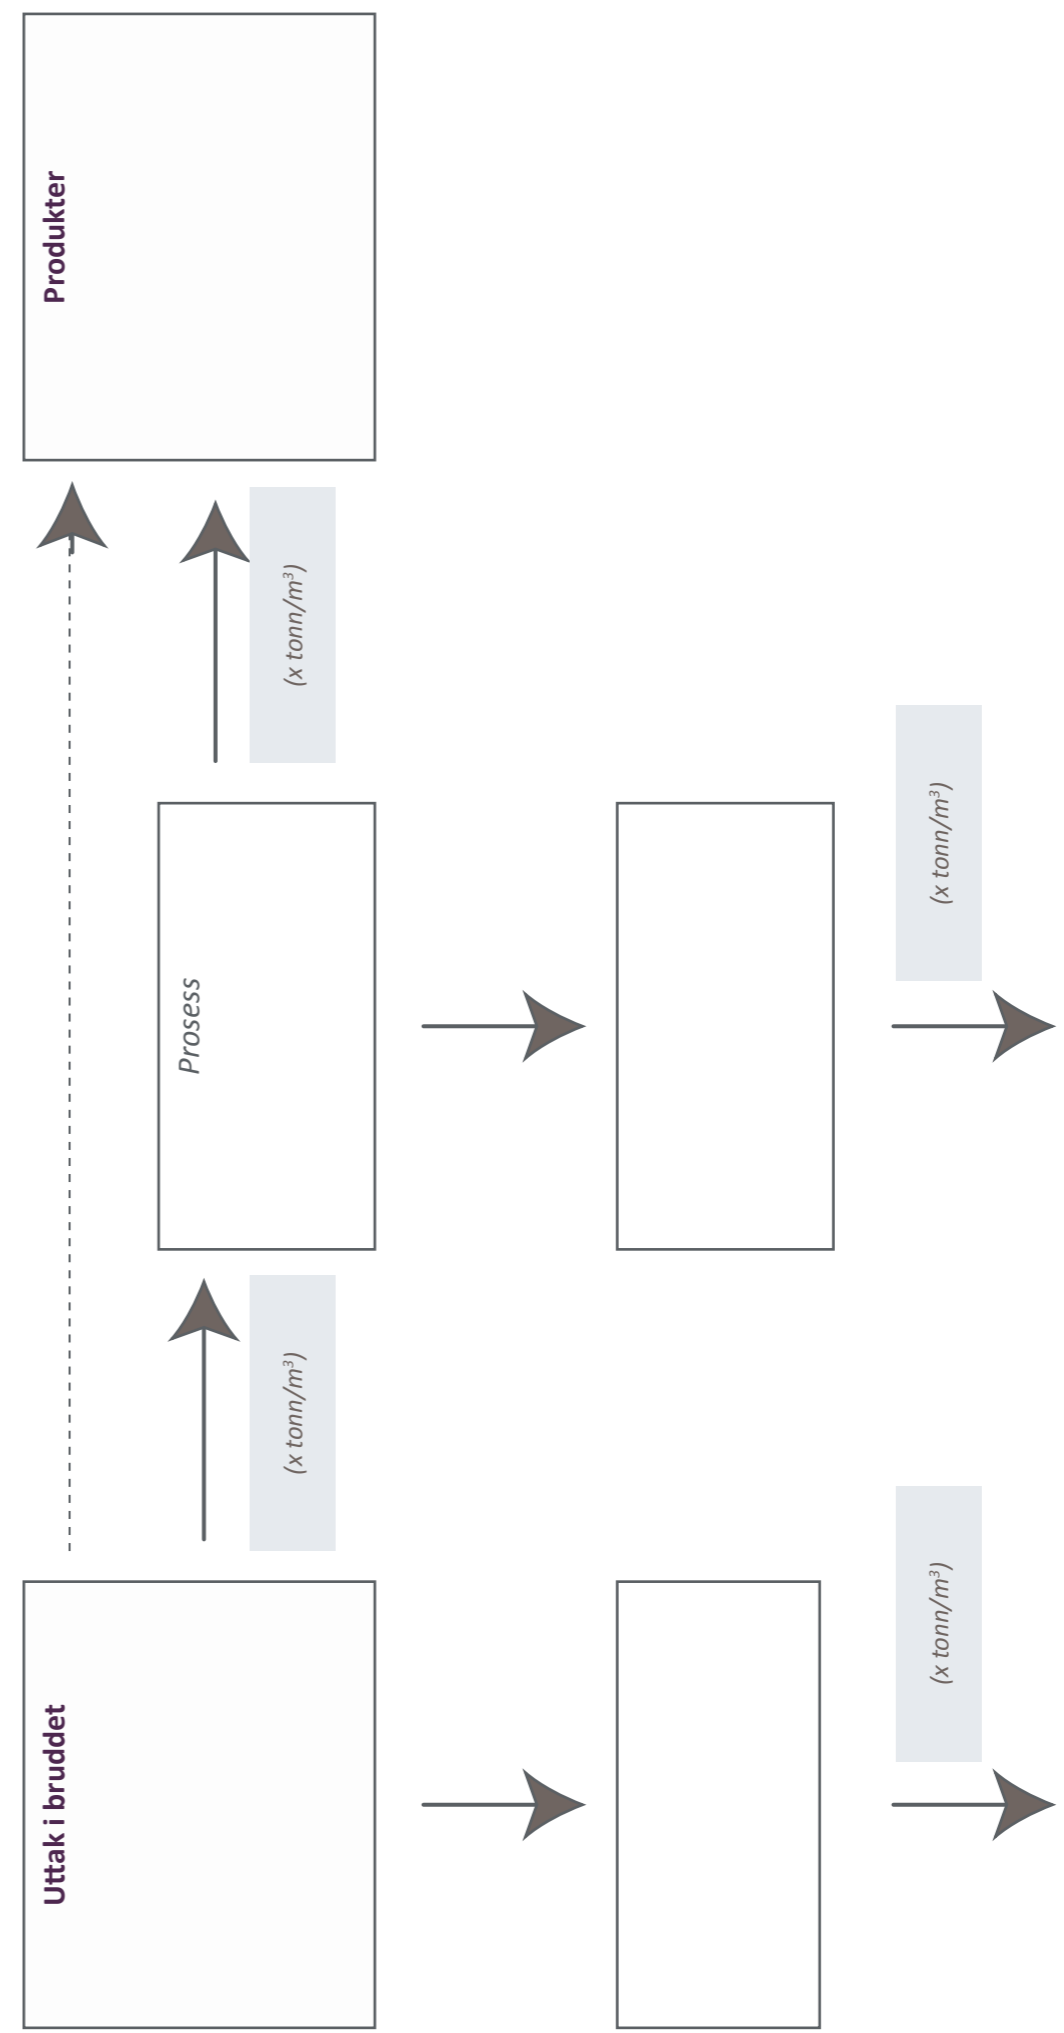 Uttak i bruddet
(x tonn/m³)
Prosess
(x tonn/m³)
Produkter
(x tonn/m³)
(x tonn/m³)